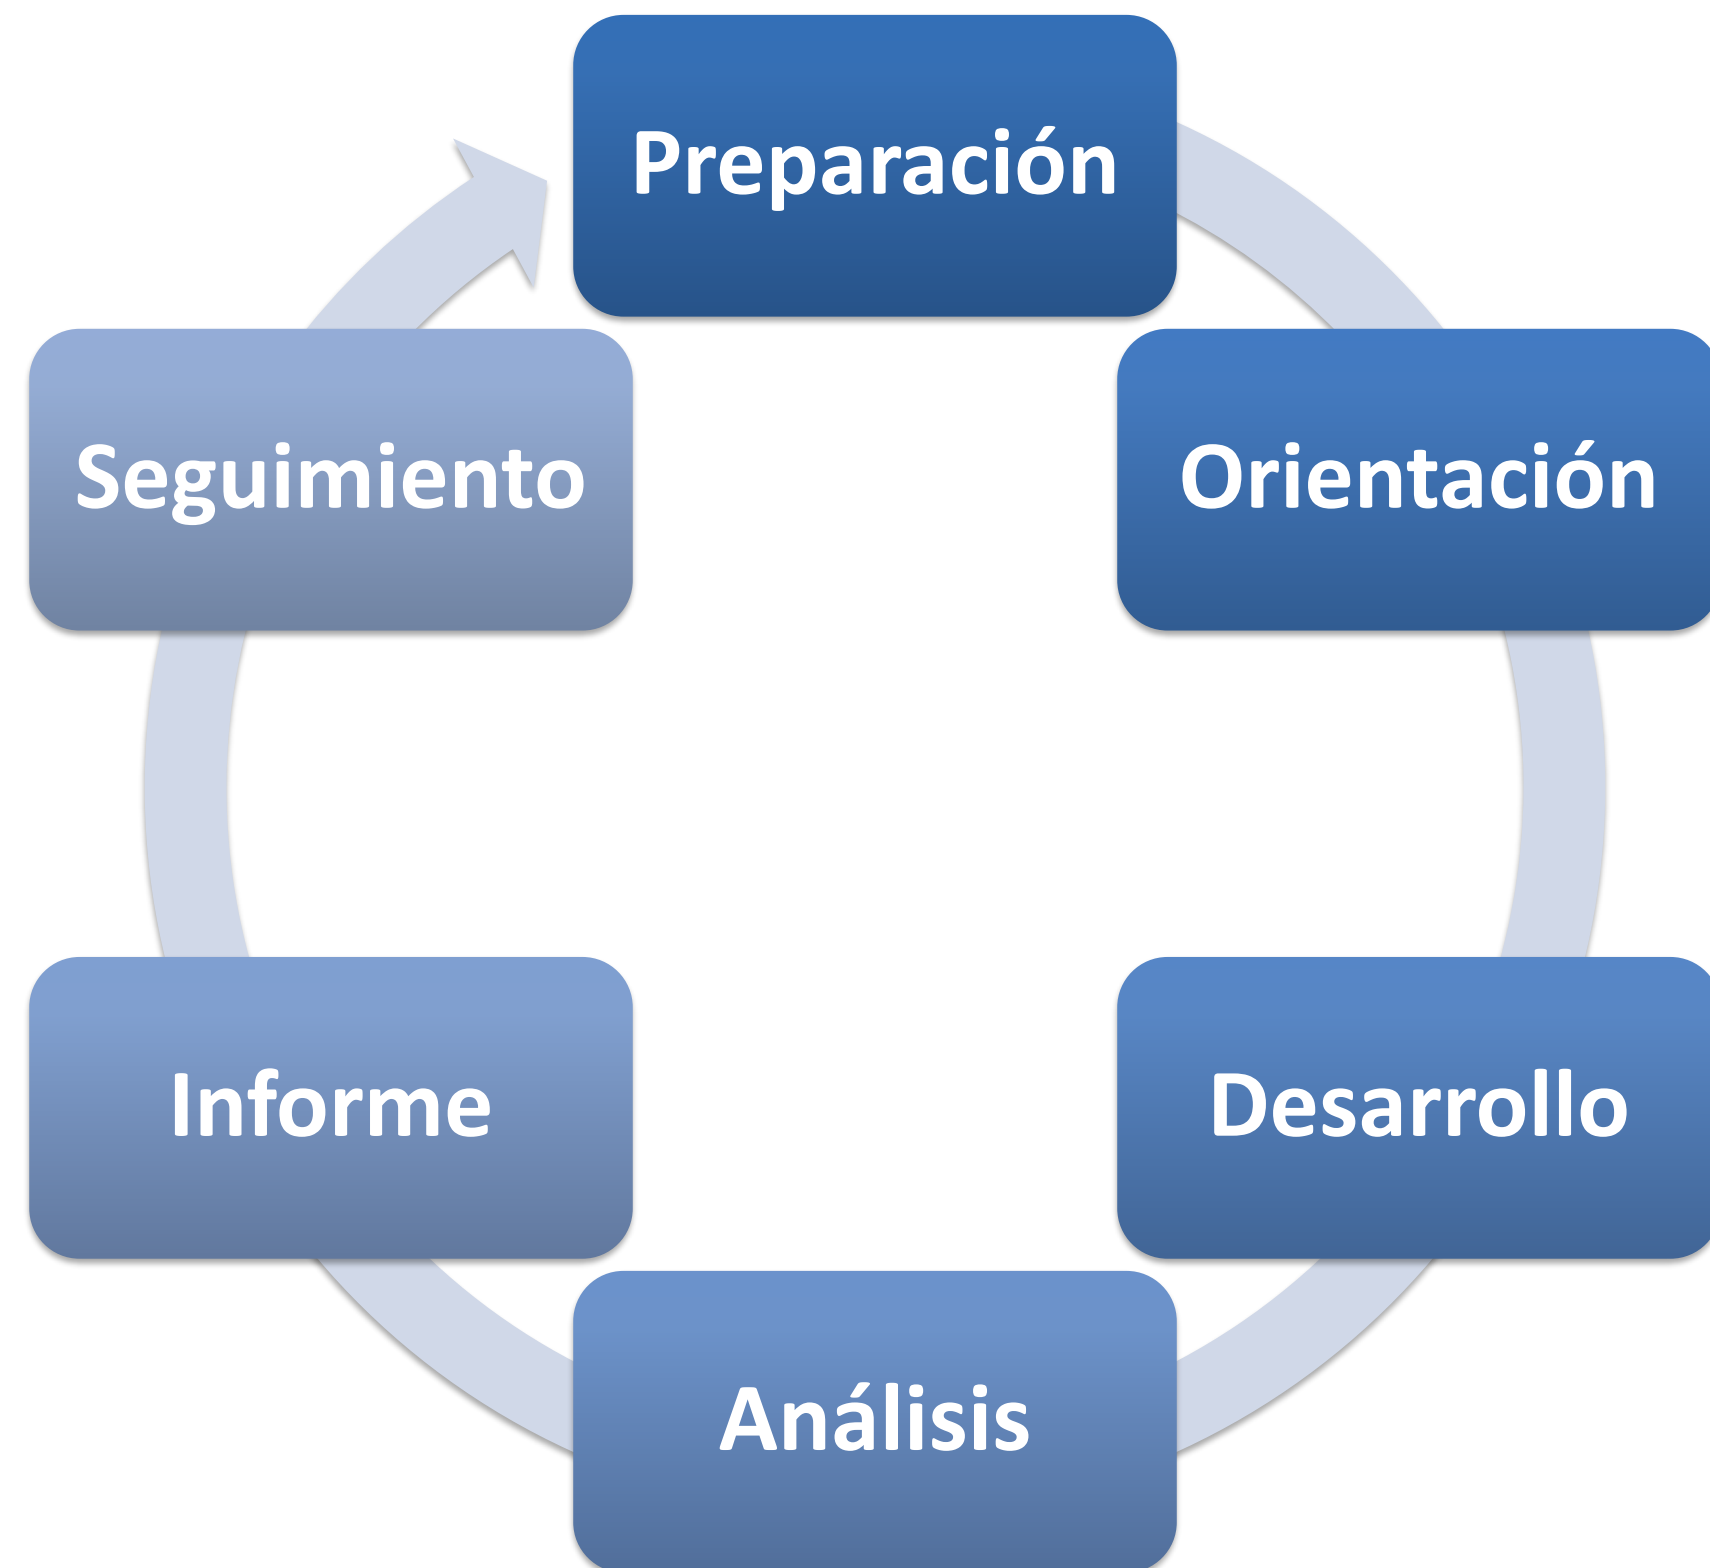 Preparación
Orientación
Desarrollo
Análisis
Informe
Seguimiento